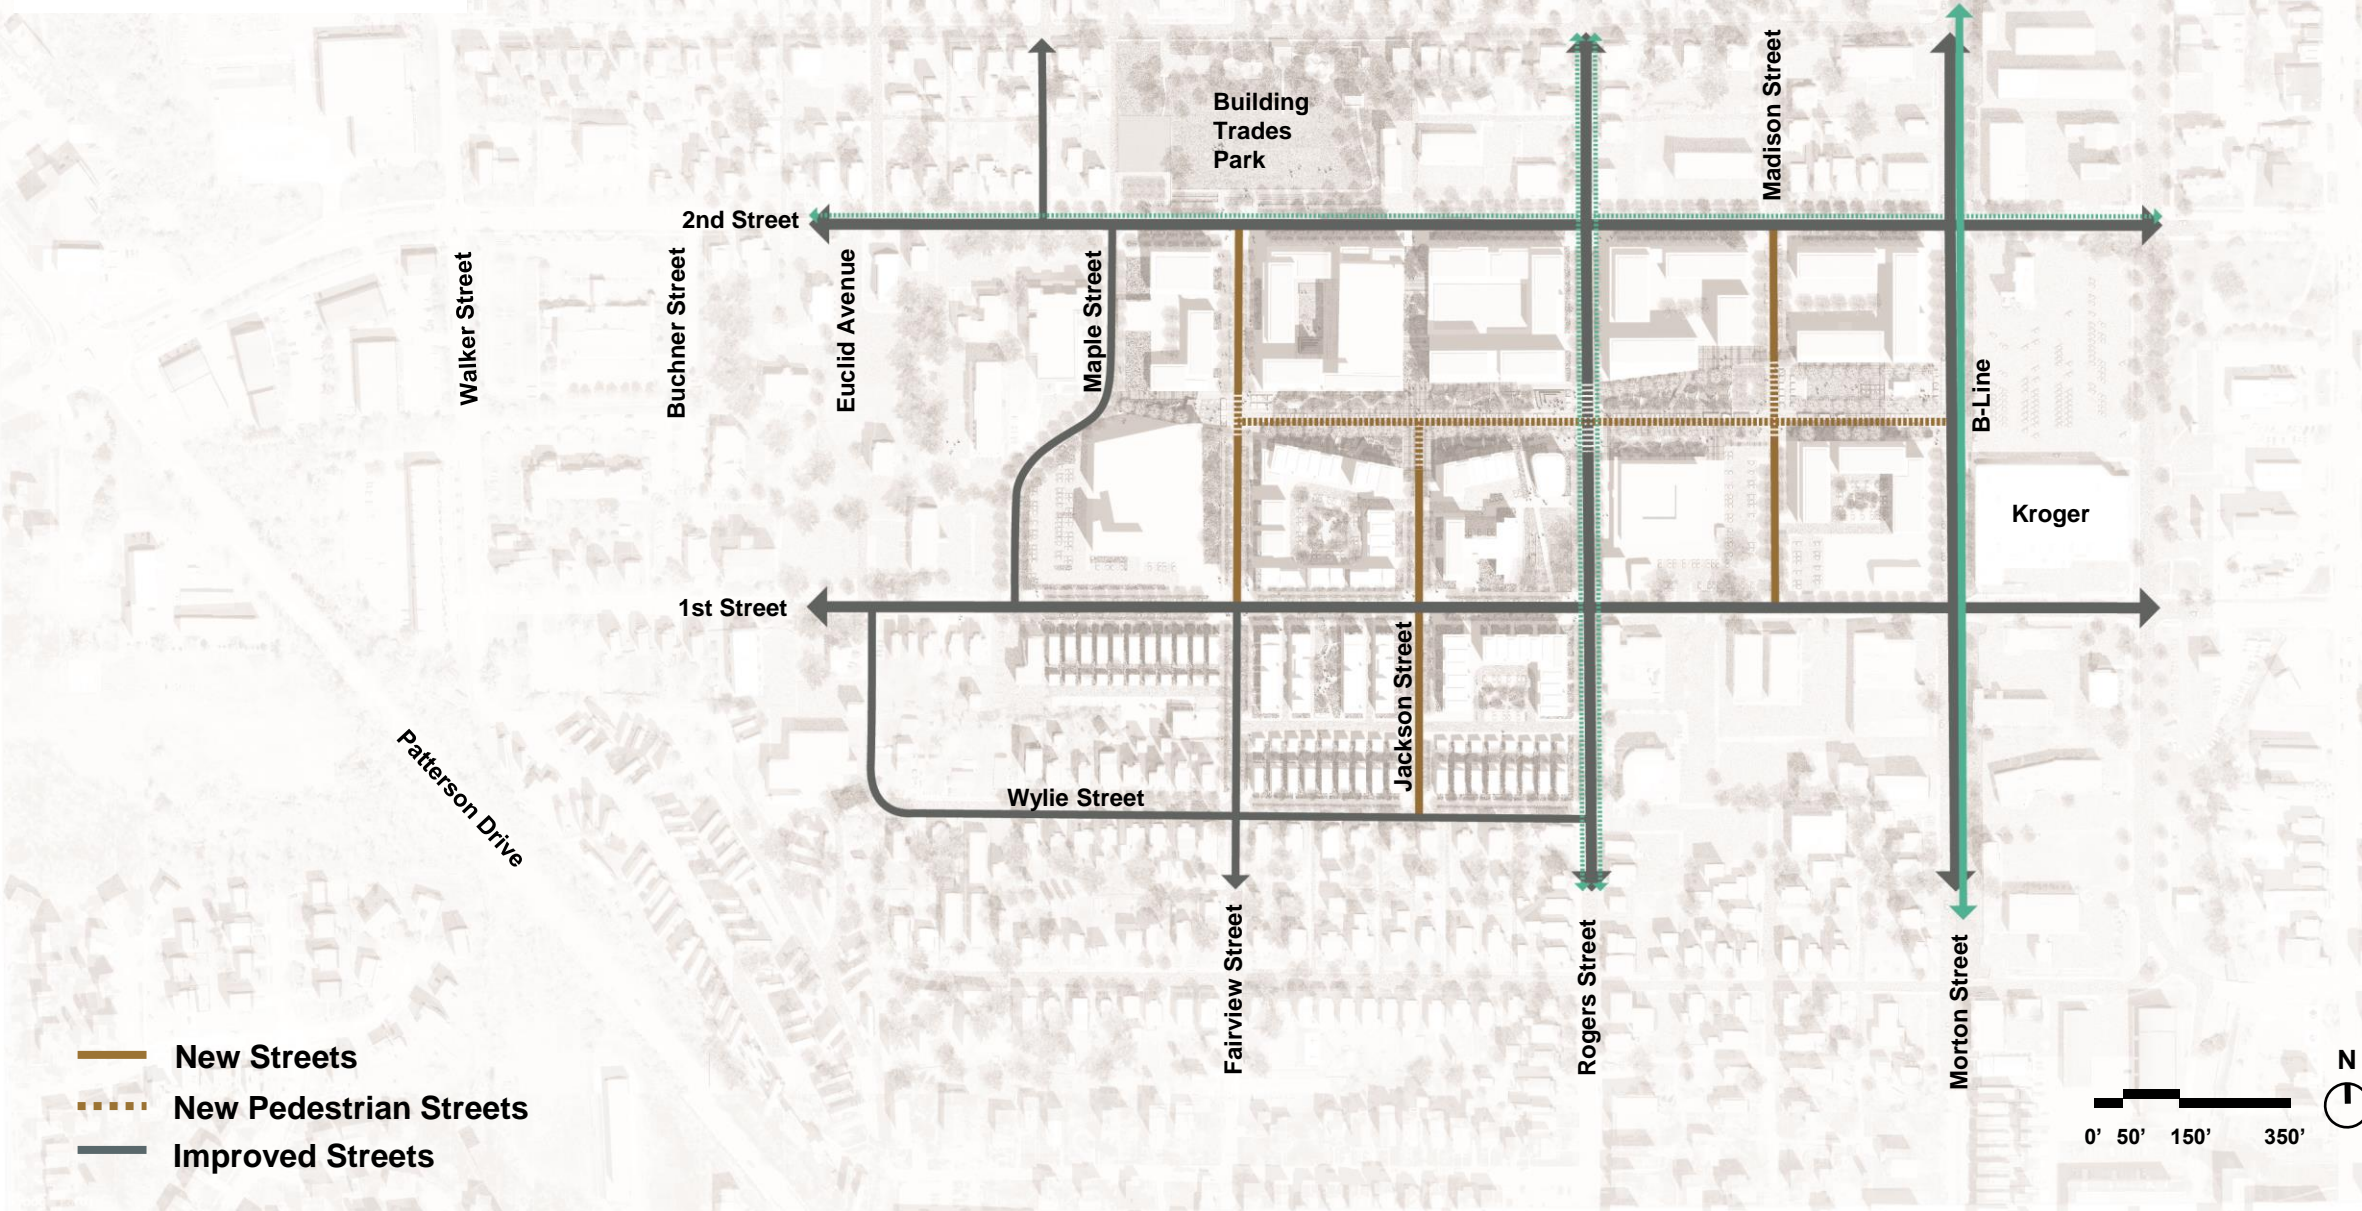 Building
Trades
Park
Madison Street
2nd Street
Walker Street
Buchner Street
Euclid Avenue
Maple Street
B-Line
Kroger
1st Street
Jackson Street
Patterson Drive
Wylie Street
Fairview Street
Rogers Street
Morton Street
New Streets
New Pedestrian Streets
Improved Streets
N
0' 50' 150' 350'